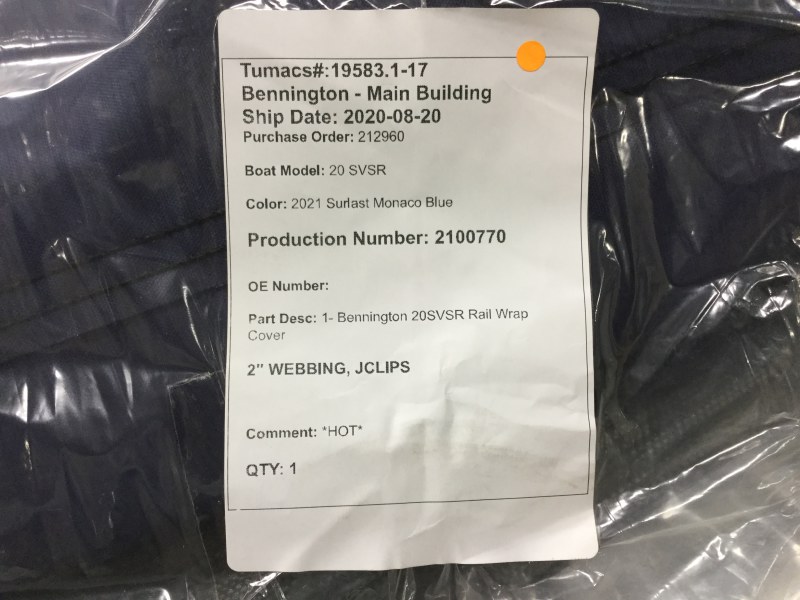 Tumacs#:19583.1-17
Bennington - Main Building
Ship Date: 2020-08-20
Purchase Order: 212960
Boat Model: 20 SVSR
Color: 2021 Surlast Monaco Blue
Production Number: 2100770
OE Number:
Part Desc: 1- Bennington 20SVSR Rail Wrap
Cover
2" WEBBING, JCLIPS
Comment: *HOT*
QTY: 1